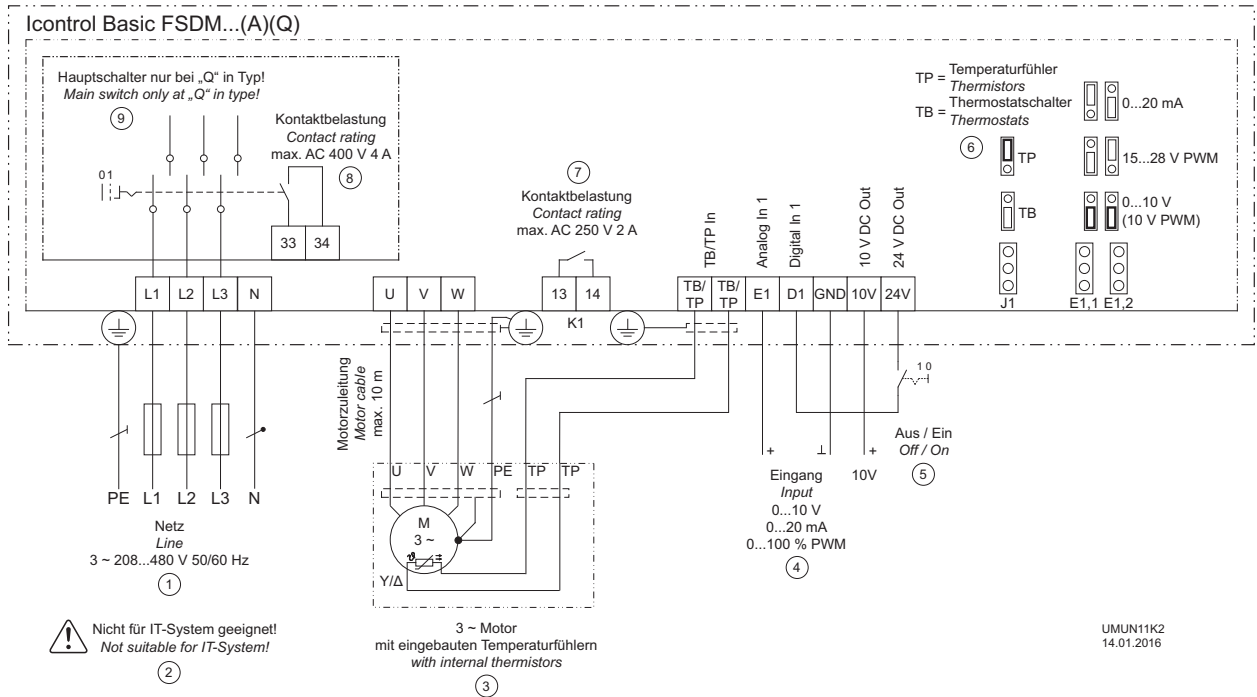 Icontrol Basic FSDM...(A)(Q)
Hauptschalter nur bei „Q“ in Typ!
Main switch only at „Q“ in type!
9
0 1
Kontaktbelastung
Contact rating
max. AC 400 V 4 A
8
33 34
7
Kontaktbelastung
Contact rating
max. AC 250 V 2 A
TB/TP In
Analog In 1
Digital In 1
10 V DC Out
24 V DC Out
TP = Temperaturfühler
Thermistors
TB = Thermostatschalter
Thermostats
6
TP
TB
J1
0...20 mA
15...28 V PWM
0...10 V
(10 V PWM)
E1,1 E1,2
L1 L2 L3 N
U V W
13 14
K1
TB/
TP
TB/
TP
E1 D1 GND 10V 24V
Motorzuleitung
Motor cable
max. 10 m
1 0
Aus / Ein
Off / On
5
PE L1 L2 L3 N
Netz
Line
3 ~ 208...480 V 50/60 Hz
1
U V W PE TP TP
M
3 ~
ϑ
Y/Δ
+ ⊥ +
Eingang
Input
0...10 V
0...20 mA
0...100 % PWM
4
10V
Nicht für IT-System geeignet!
Not suitable for IT-System!
2
3 ~ Motor
mit eingebauten Temperaturfühlern
with internal thermistors
3
UMUN11K2
14.01.2016